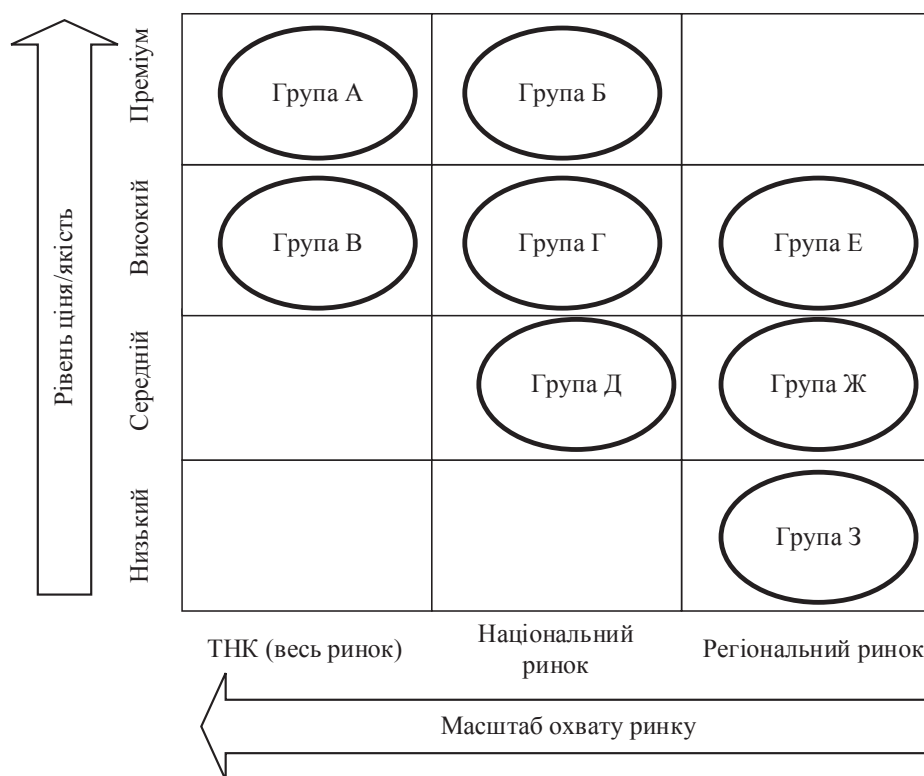 Рівень ціня/якість
Преміум
Група А
Група Б
Високий
Група В
Група Г
Група Е
Середній
Група Д
Група Ж
Низький
Група З
ТНК (весь ринок)
Національний
ринок
Регіональний ринок
Масштаб охвату ринку